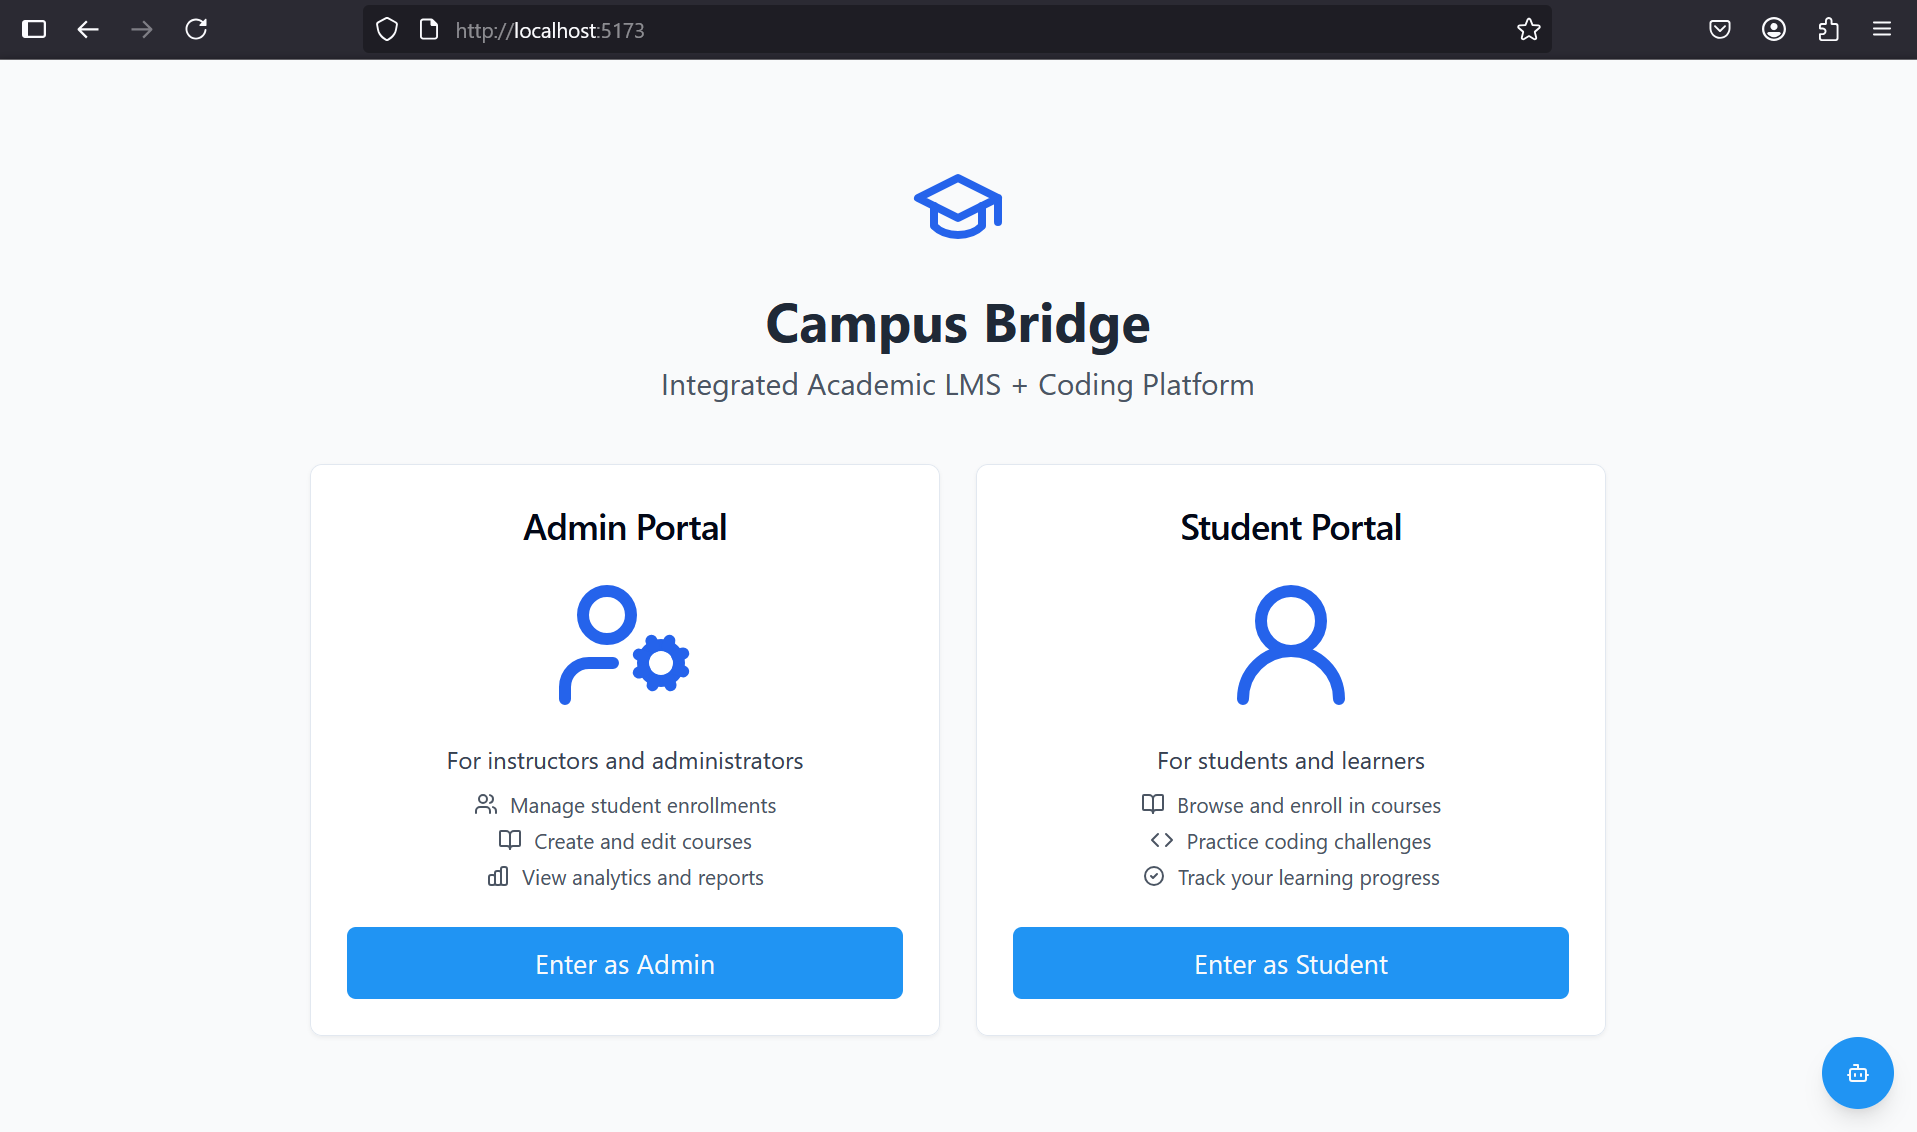 http://localhost:5173
Campus Bridge
Integrated Academic LMS + Coding Platform
Admin Portal
For instructors and administrators
Manage student enrollments
Create and edit courses
View analytics and reports
Enter as Admin
Student Portal
For students and learners
Browse and enroll in courses
Practice coding challenges
Track your learning progress
Enter as Student